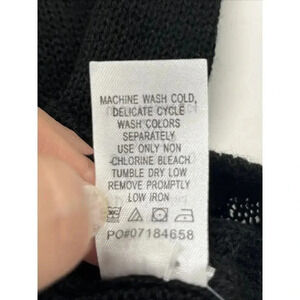 MACHINE WASH COLD,
DELICATE CYCLE
WASH COLORS
SEPARATELY
USE ONLY NON
-CHLORINE BLEACH
TUMBLE DRY LOW
REMOVE PROMPTLY
LOW IRON
PO#07184658